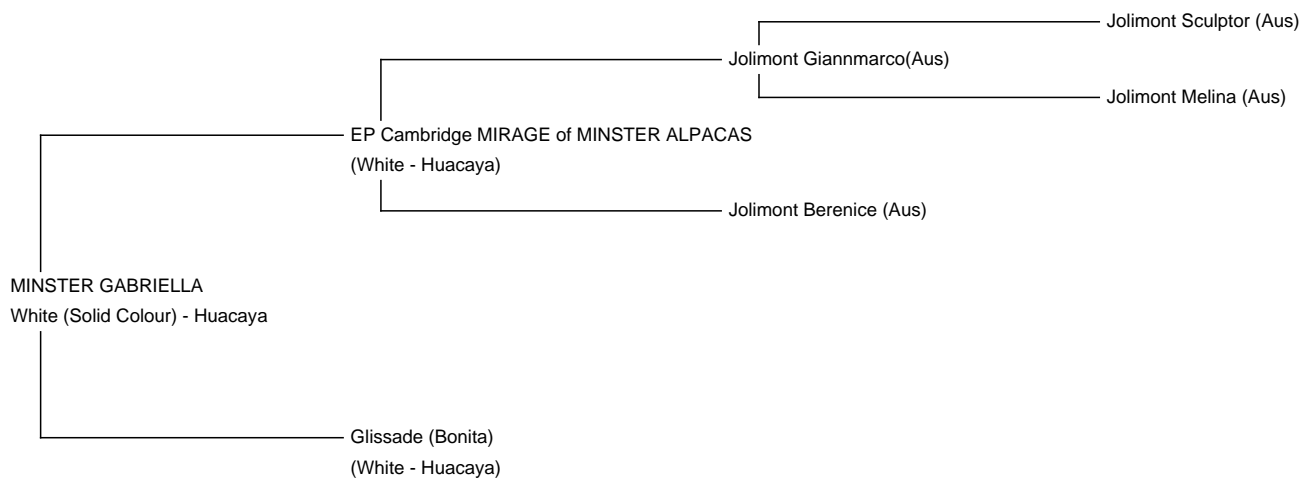 Jolimont Sculptor (Aus)
Jolimont Giannmarco(Aus)
Jolimont Melina (Aus)
EP Cambridge MIRAGE of MINSTER ALPACAS
(White - Huacaya)
Jolimont Berenice (Aus)
MINSTER GABRIELLA
White (Solid Colour) - Huacaya
Glissade (Bonita)
(White - Huacaya)